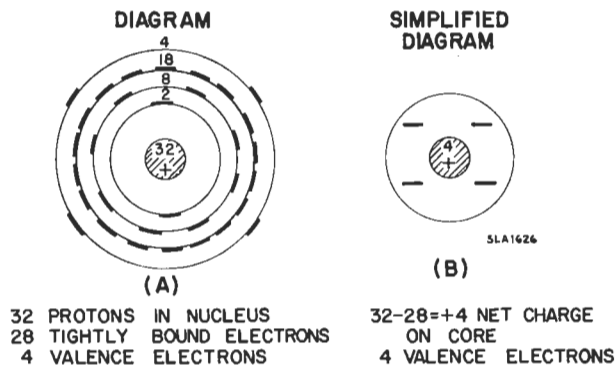 DIAGRAM
4
18
8
2
32
+
(A)
32 PROTONS IN NUCLEUS
28 TIGHTLY BOUND ELECTRONS
4 VALENCE ELECTRONS
SIMPLIFIED
DIAGRAM
4
+
SLA1626
(B)
32-28=+4 NET CHARGE
ON CORE
4 VALENCE ELECTRONS